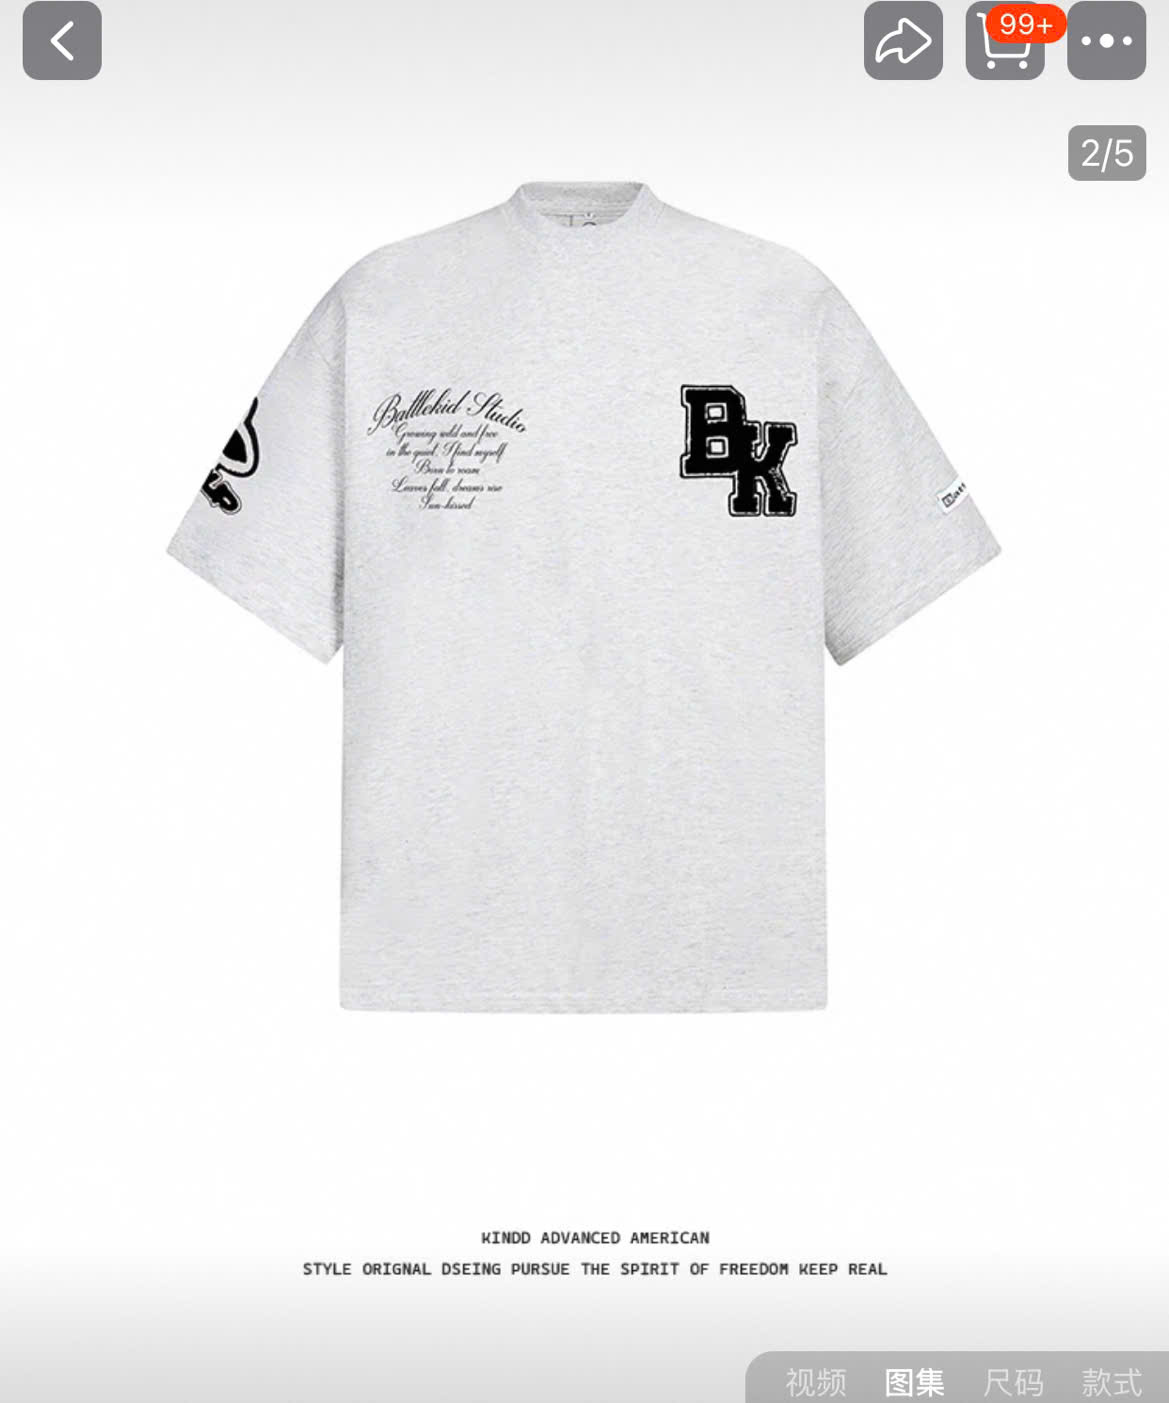 99+
2/5
Battlekid Studio
Growing wild and free
in the quiet, I find myself
Born to roam
Leaves fall, dreams rise
Sun-kissed
BK
KINDD ADVANCED AMERICAN
STYLE ORIGNAL DSEING PURSUE THE SPIRIT OF FREEDOM KEEP REAL
视频 图集 尺码 款式